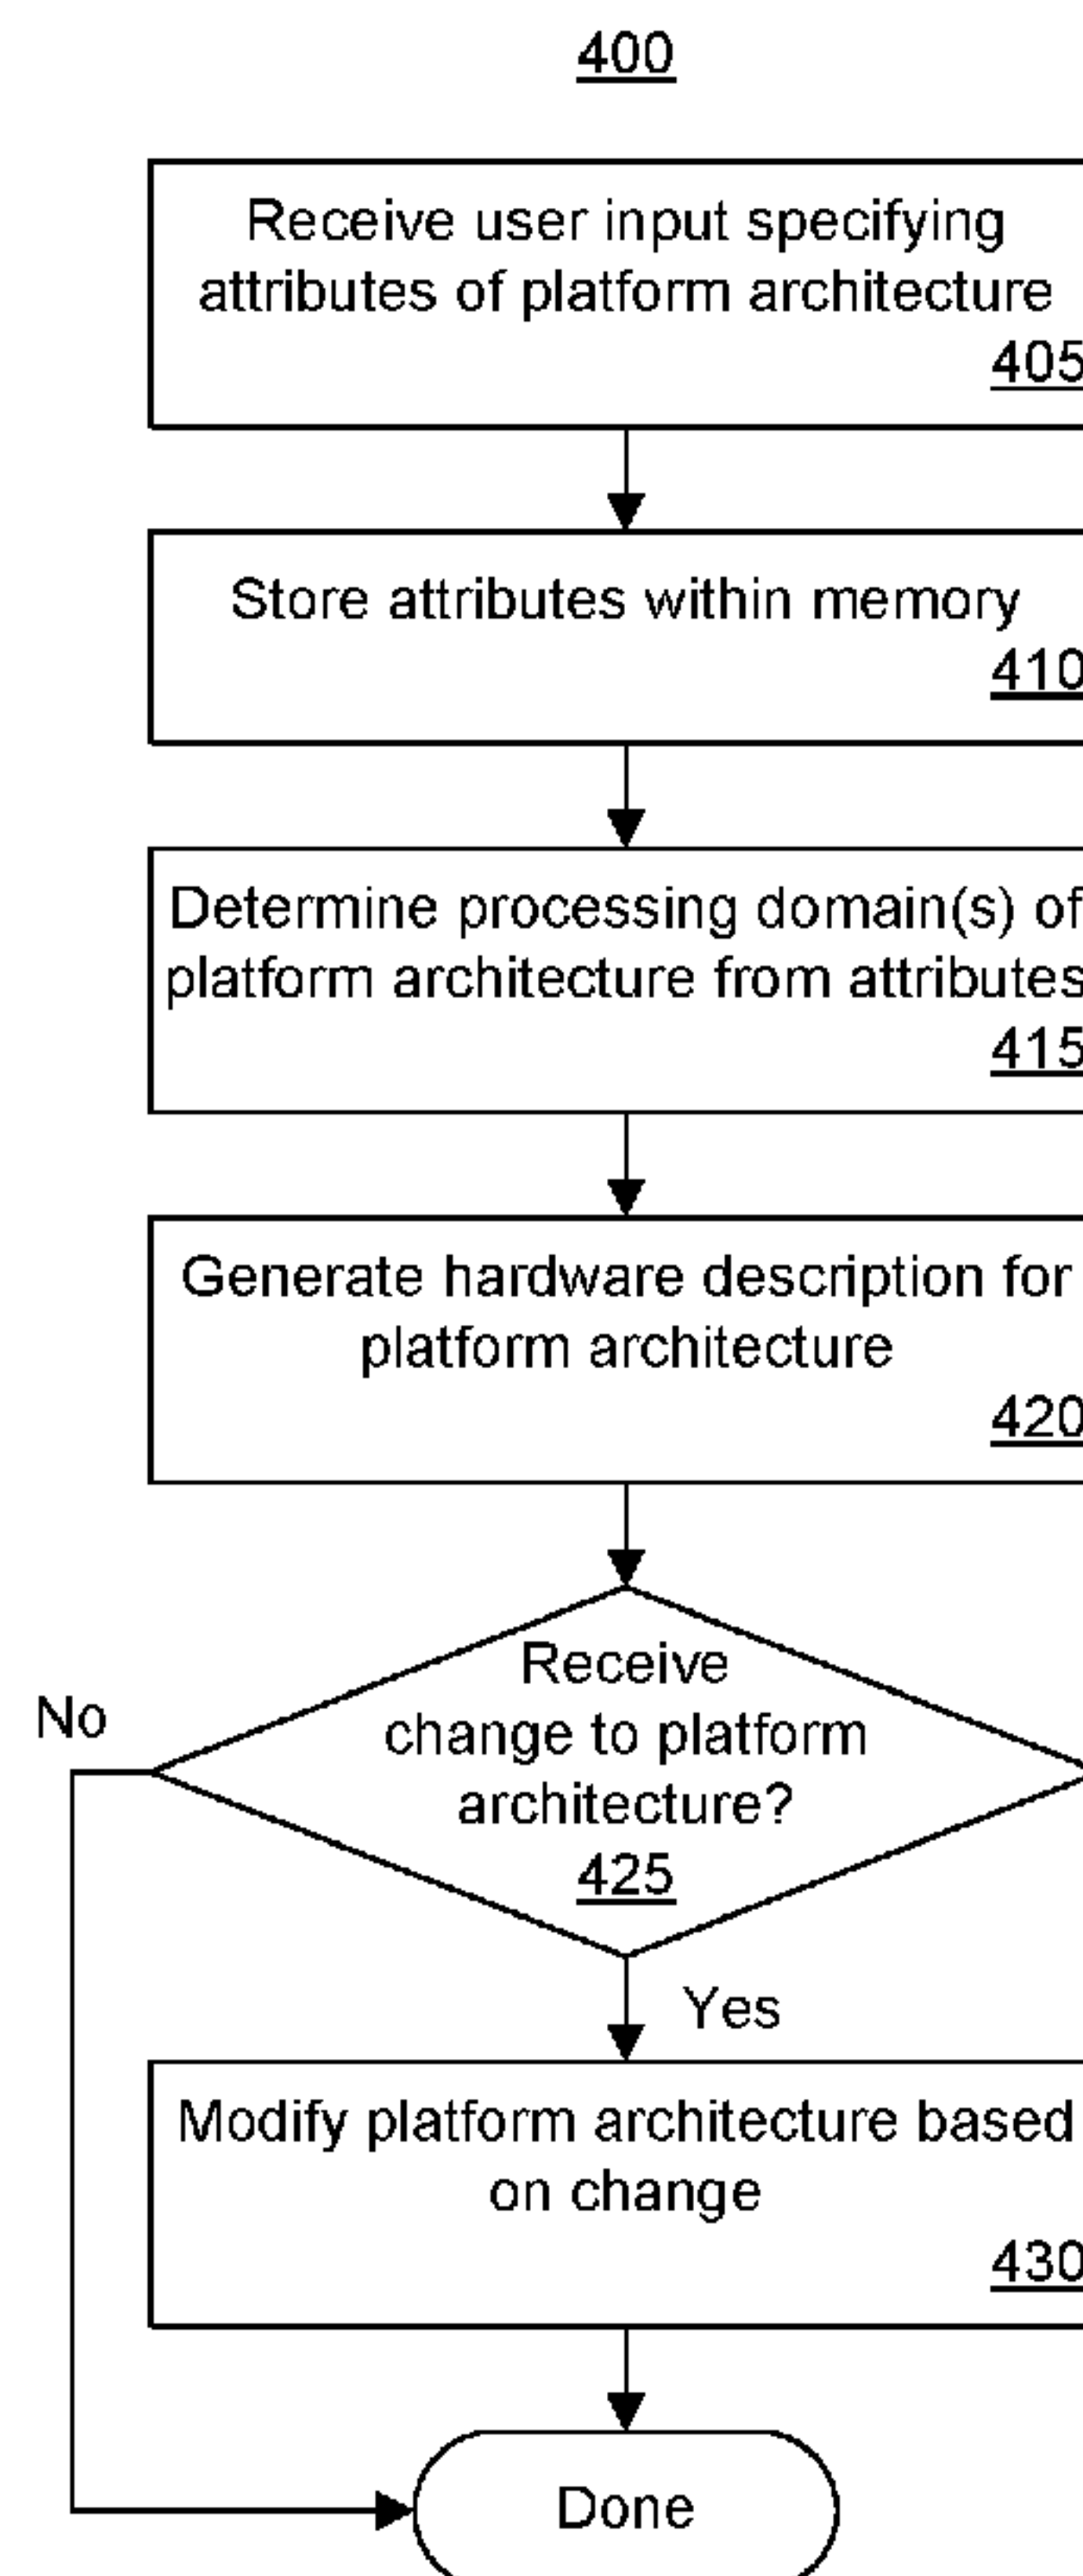 400
Receive user input specifying
attributes of platform architecture
405
Store attributes within memory
410
Determine processing domain(s) of
platform architecture from attributes
415
Generate hardware description for
platform architecture
420
Receive
change to platform
architecture?
425
No
Yes
Modify platform architecture based
on change
430
Done